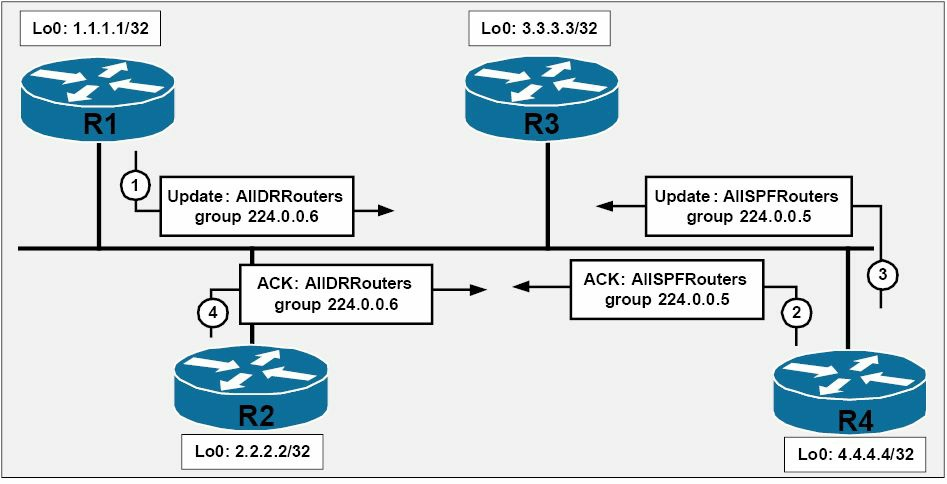 Lo0: 1.1.1.1/32
Lo0: 3.3.3.3/32
R1
R3
1
Update: AllDRRouters
group 224.0.0.6
Update: AllSPFRouters
group 224.0.0.5
3
4
ACK: AllDRRouters
group 224.0.0.6
ACK: AllSPFRouters
group 224.0.0.5
2
R2
R4
Lo0: 2.2.2.2/32
Lo0: 4.4.4.4/32